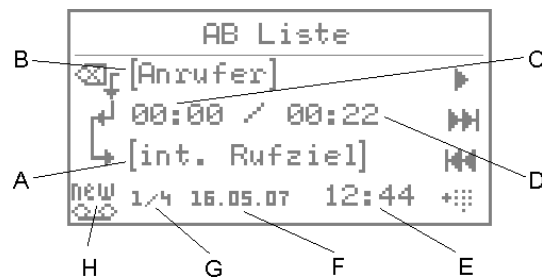 AB Liste
B
[Anrufer]
C
00:00 / 00:22
A
[int. Rufziel]
D
new 1/4 16.05.07 12:44
H G F E